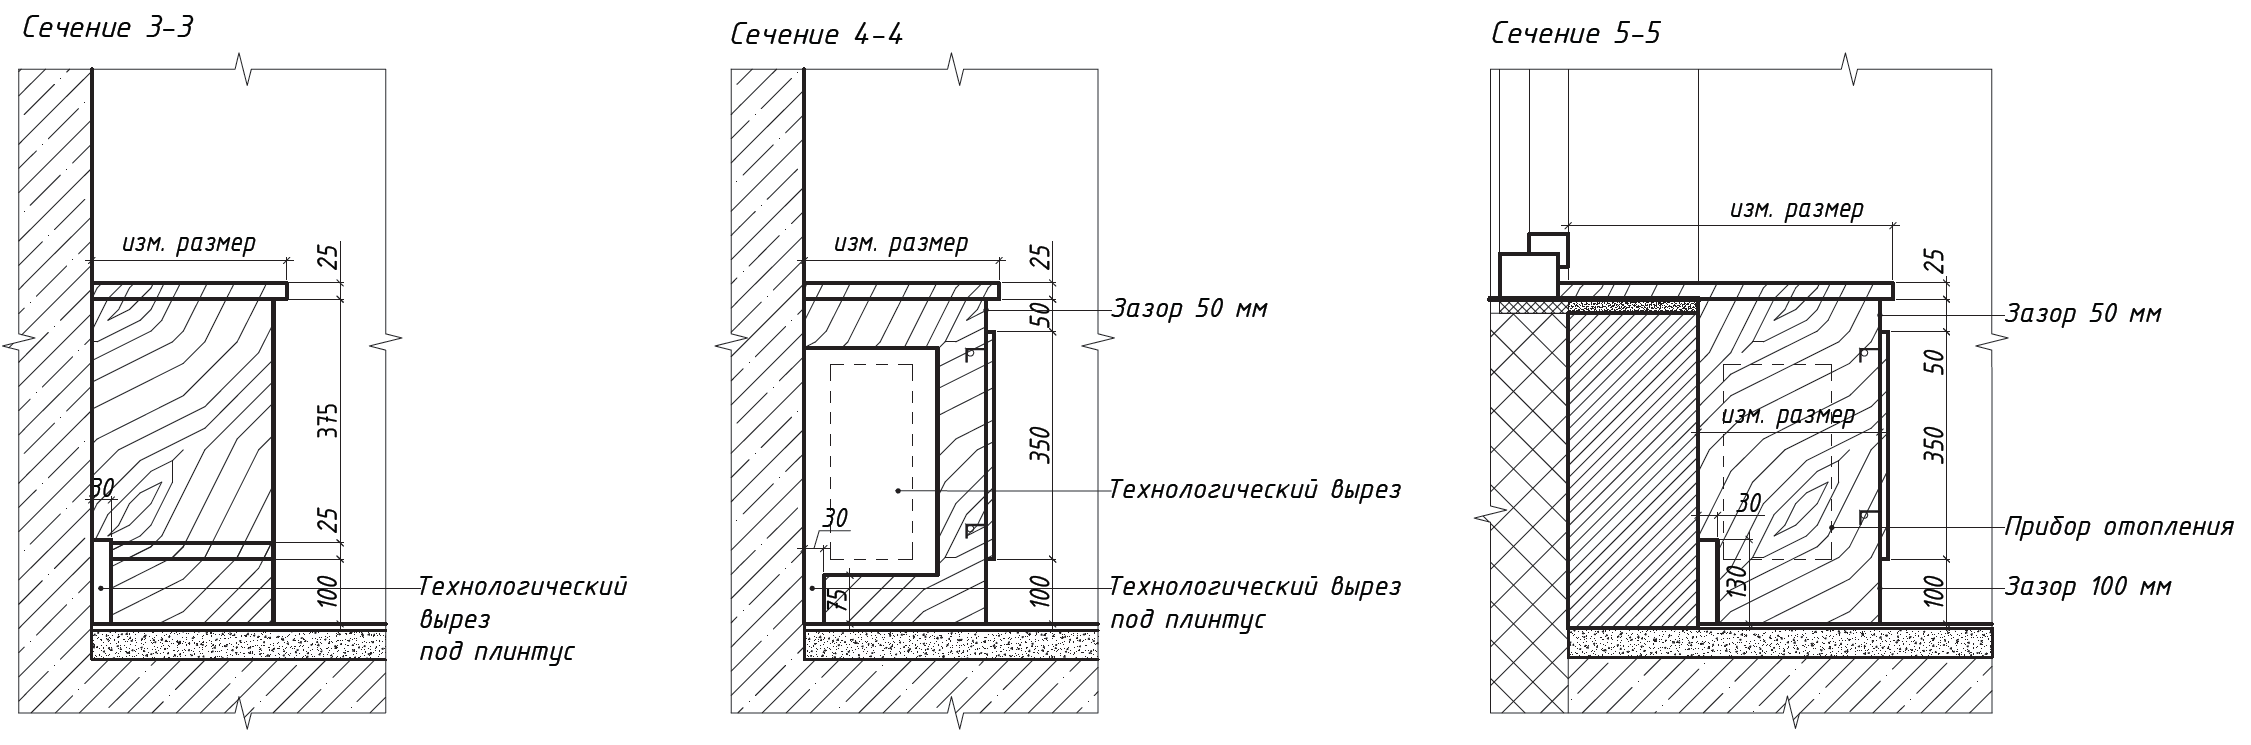 Сечение 3-3
изм. размер
25
375
30
25
100
Технологический
вырез
под плинтус
Сечение 4-4
изм. размер
25
50
Зазор 50 мм
350
Технологический вырез
30
75
100
Технологический вырез
под плинтус
Сечение 5-5
изм. размер
25
Зазор 50 мм
50
изм. размер
350
30
Прибор отопления
130
100
Зазор 100 мм